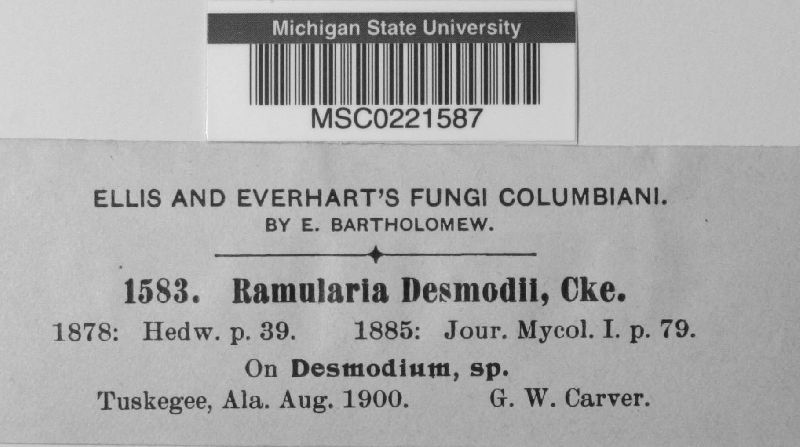 Michigan State University
MSC0221587
ELLIS AND EVERHART'S FUNGI COLUMBIANI.
BY E. BARTHOLOMEW.
1583. Ramularia Desmodii, Cke.
1878: Hedw. p. 39. 1885: Jour. Mycol. I. p. 79.
On Desmodium, sp.
Tuskegee, Ala. Aug. 1900. G. W. Carver.